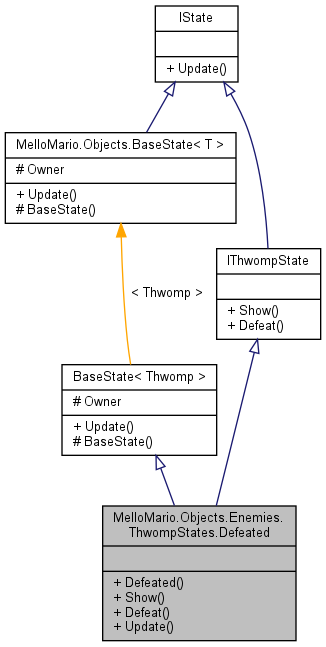 IState
+ Update()
MelloMario.Objects.BaseState< T >
# Owner
+ Update()
# BaseState()
IThwompState
+ Show()
+ Defeat()
< Thwomp >
BaseState< Thwomp >
# Owner
+ Update()
# BaseState()
MelloMario.Objects.Enemies.
ThwompStates.Defeated
+ Defeated()
+ Show()
+ Defeat()
+ Update()